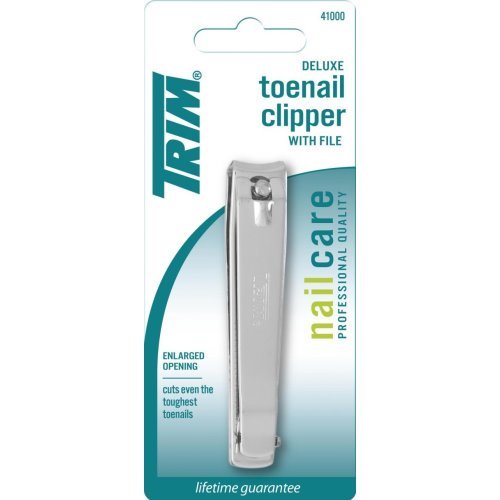 41000
DELUXE
toenail
clipper
WITH FILE
TRIM®
nail care
PROFESSIONAL QUALITY
ENLARGED
OPENING
cuts even the
toughest
toenails
lifetime guarantee